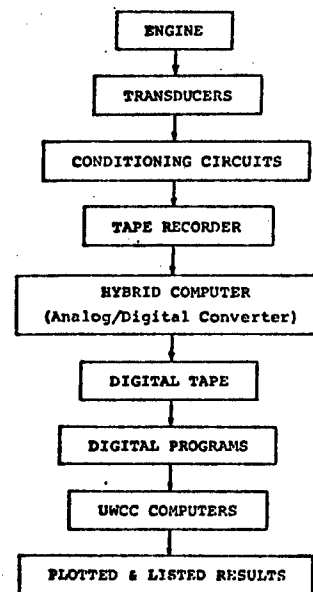 ENGINE
TRANSDUCERS
CONDITIONING CIRCUITS
TAPE RECORDER
HYBRID COMPUTER
(Analog/Digital Converter)
DIGITAL TAPE
DIGITAL PROGRAMS
UWCC COMPUTERS
PLOTTED & LISTED RESULTS